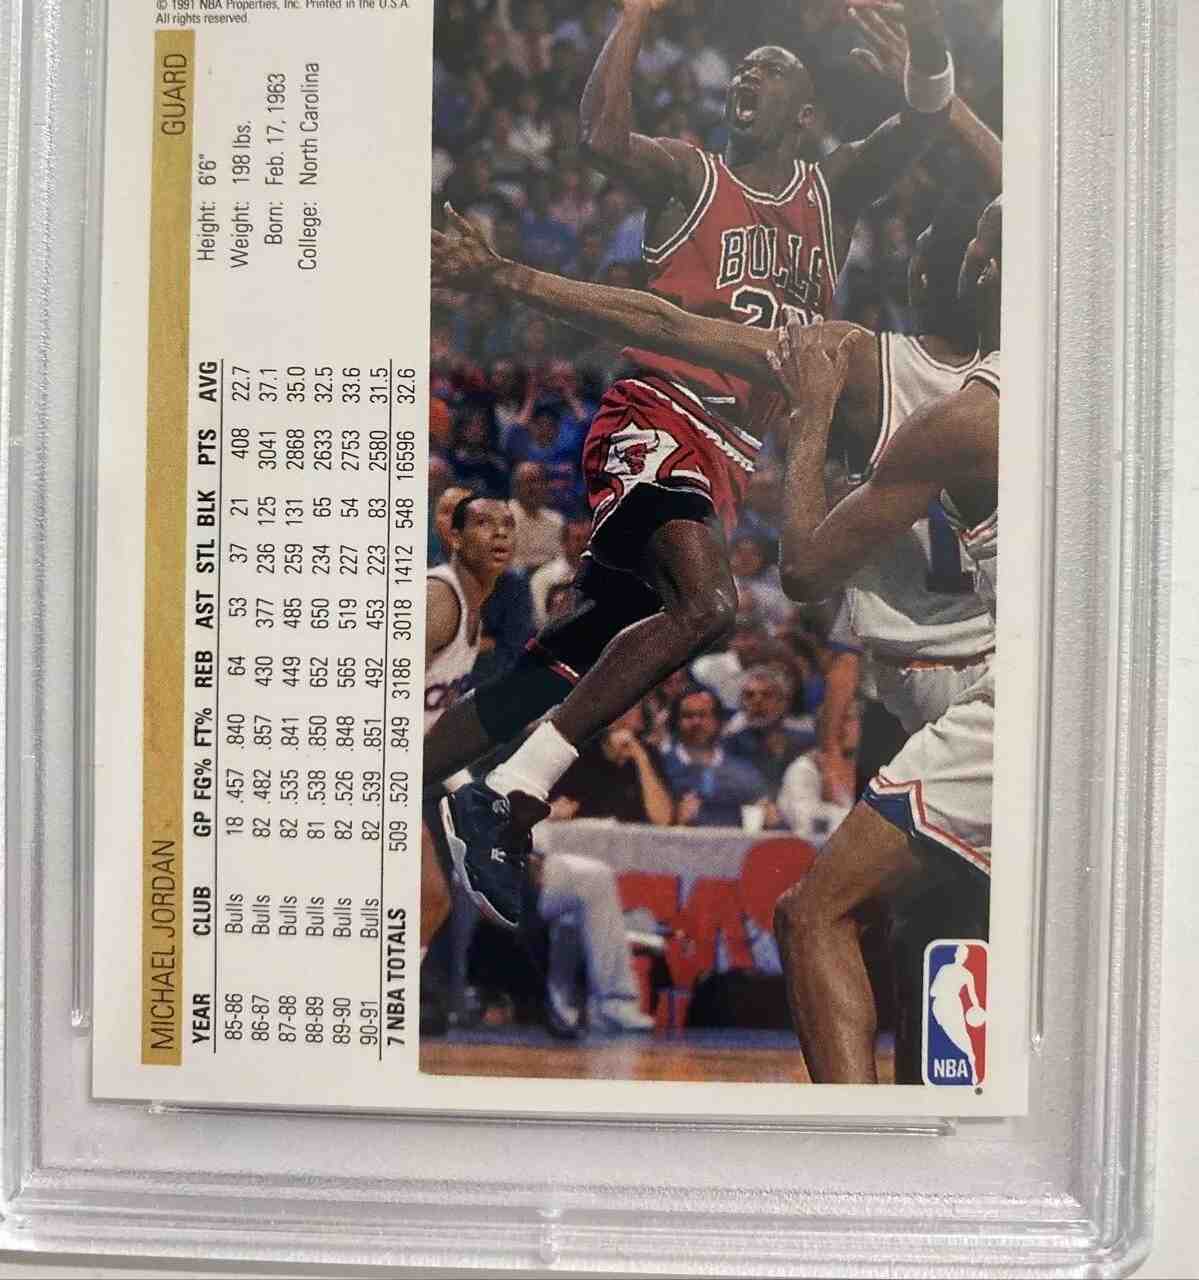 © 1991 NBA Properties, Inc. Printed in the U.S.A.
All rights reserved.
MICHAEL JORDAN GUARD
Height: 6'6"
Weight: 198 lbs.
Born: Feb. 17, 1963
College: North Carolina
YEAR CLUB GP FG% FT% REB AST STL BLK PTS AVG
85-86 Bulls 18 .457 .840 64 53 37 21 408 22.7
86-87 Bulls 82 .482 .857 430 377 236 125 3041 37.1
87-88 Bulls 82 .535 .841 449 485 259 131 2868 35.0
88-89 Bulls 81 .538 .850 652 650 234 65 2633 32.5
89-90 Bulls 82 .526 .848 565 519 227 54 2753 33.6
90-91 Bulls 82 .539 .851 492 453 223 83 2580 31.5
7 NBA TOTALS 509 .520 .849 3186 3018 1412 548 16596 32.6
BULLS
NBA